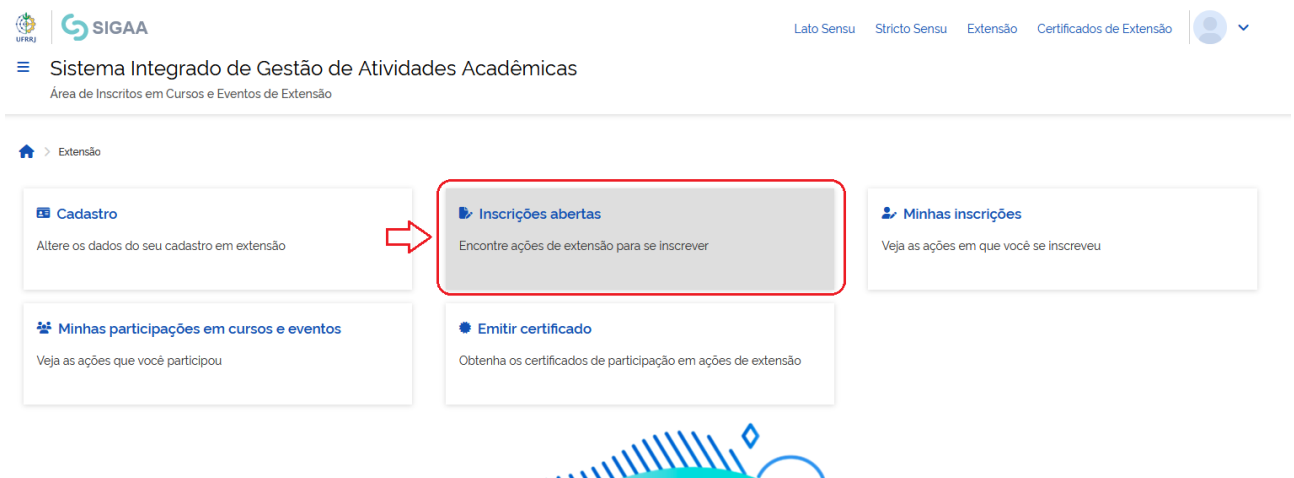 UFRRJ
SIGAA
Lato Sensu Stricto Sensu Extensão Certificados de Extensão
Sistema Integrado de Gestão de Atividades Acadêmicas
Área de Inscritos em Cursos e Eventos de Extensão
> Extensão
Cadastro
Altere os dados do seu cadastro em extensão
Inscrições abertas
Encontre ações de extensão para se inscrever
Minhas inscrições
Veja as ações em que você se inscreveu
Minhas participações em cursos e eventos
Veja as ações que você participou
Emitir certificado
Obtenha os certificados de participação em ações de extensão